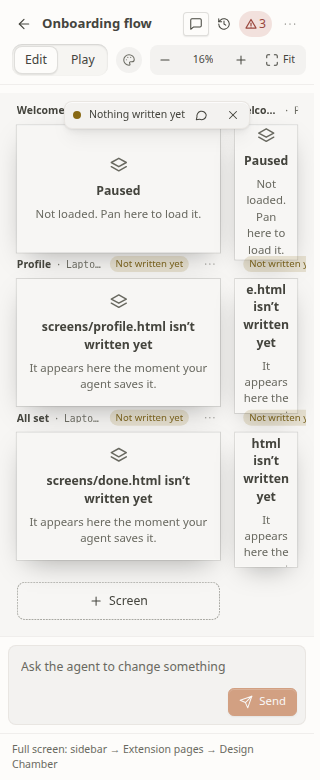 Onboarding flow
3
Edit
Play
16%
Fit
Welcome
Nothing written yet
Paused
Not loaded. Pan here to load it.
Paused
Not
loaded.
Pan
here to
load it.
Profile · Lapto… Not written yet
Not written y
screens/profile.html isn’t
written yet
It appears here the moment your
agent saves it.
e.html
isn’t
written
yet
It
appears
here the
All set · Lapto… Not written yet
Not written y
screens/done.html isn’t
written yet
It appears here the moment your
agent saves it.
html
isn’t
written
yet
It
appears
here the
Screen
Ask the agent to change something
Send
Full screen: sidebar → Extension pages → Design
Chamber